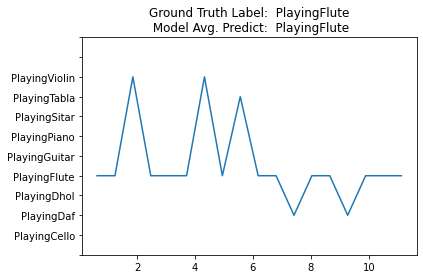 Ground Truth Label:  PlayingFlute
Model Avg. Predict:  PlayingFlute
PlayingViolin
PlayingTabla
PlayingSitar
PlayingPiano
PlayingGuitar
PlayingFlute
PlayingDhol
PlayingDaf
PlayingCello
2 4 6 8 10